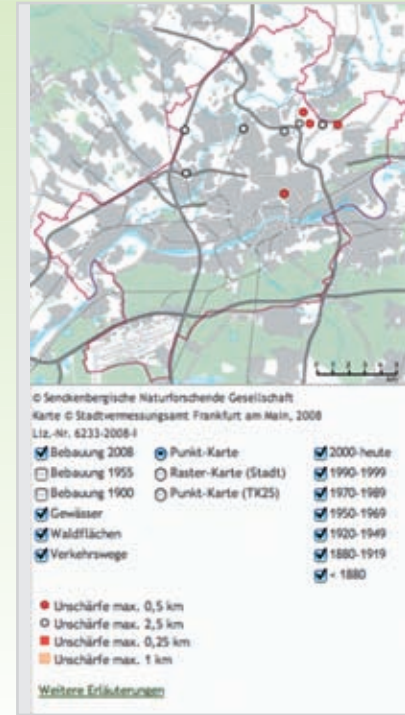 © Senckenbergische Naturforschende Gesellschaft
Karte © Stadtvermessungsamt Frankfurt am Main, 2008
Liz.-Nr. 6233-2008-I
Bebauung 2008 Punkt-Karte 2000-heute
Bebauung 1955 Raster-Karte (Stadt) 1990-1999
Bebauung 1900 Punkt-Karte (TK25) 1970-1989
Gewässer 1950-1969
Waldflächen 1920-1949
Verkehrswege 1880-1919
< 1880
Unschärfe max. 0,5 km
Unschärfe max. 2,5 km
Unschärfe max. 0,25 km
Unschärfe max. 1 km
Weitere Erläuterungen